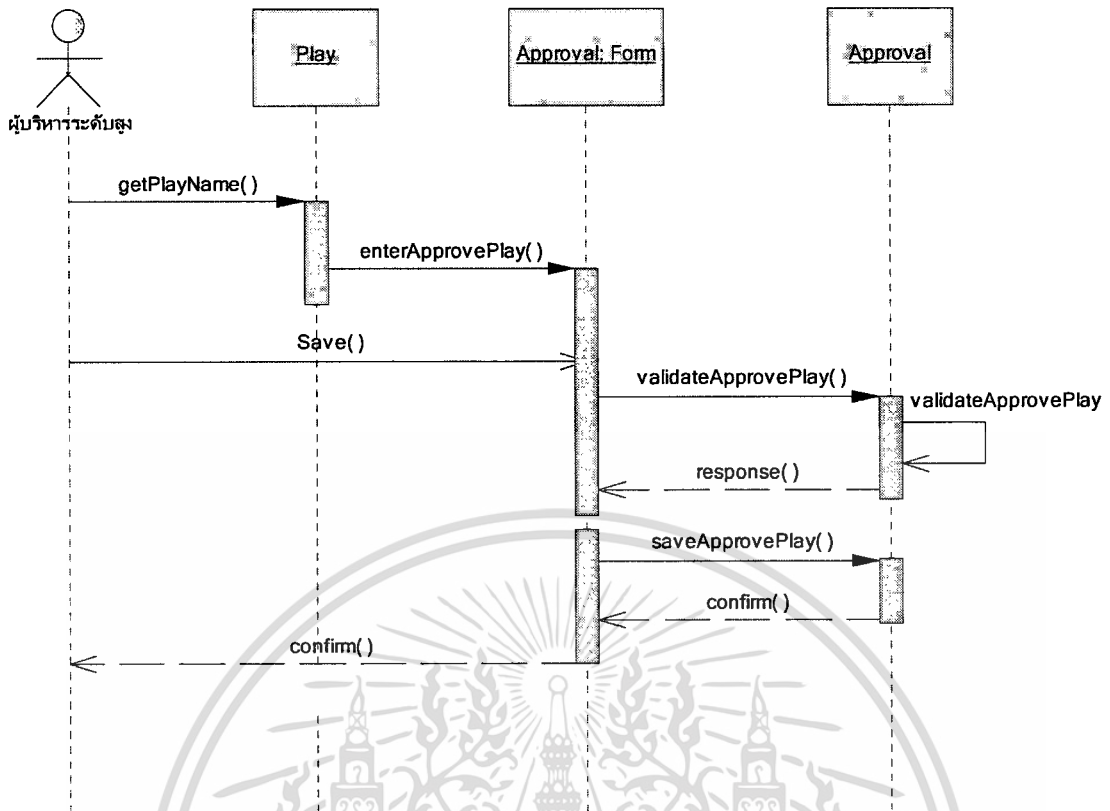 Play
Approval: Form
Approval
ผู้บริหารระดับสูง
getPlayName( )
enterApprovePlay( )
Save( )
validateApprovePlay( )
validateApprovePlay
response( )
saveApprovePlay( )
confirm( )
confirm( )